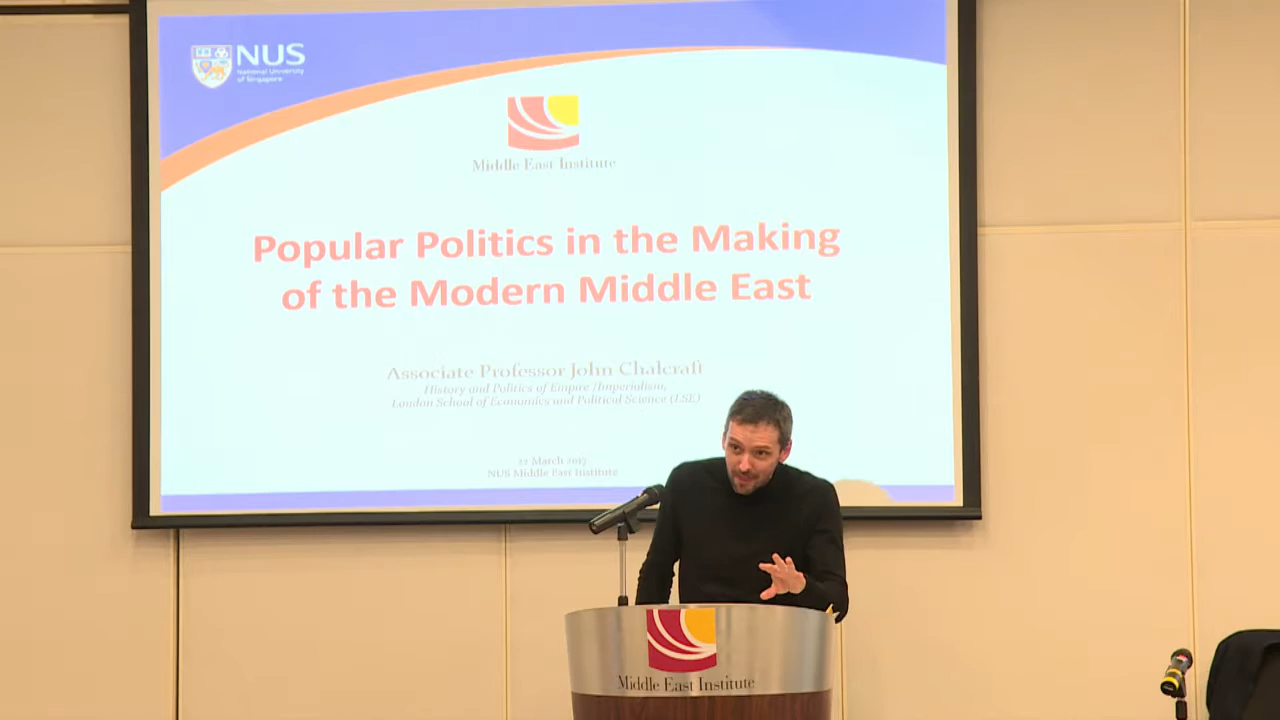 NUS
National University
of Singapore
Middle East Institute
Popular Politics in the Making
of the Modern Middle East
Associate Professor John Chalcraft
History and Politics of Empire /Imperialism,
London School of Economics and Political Science (LSE)
22 March 2017
NUS Middle East Institute
Middle East Institute